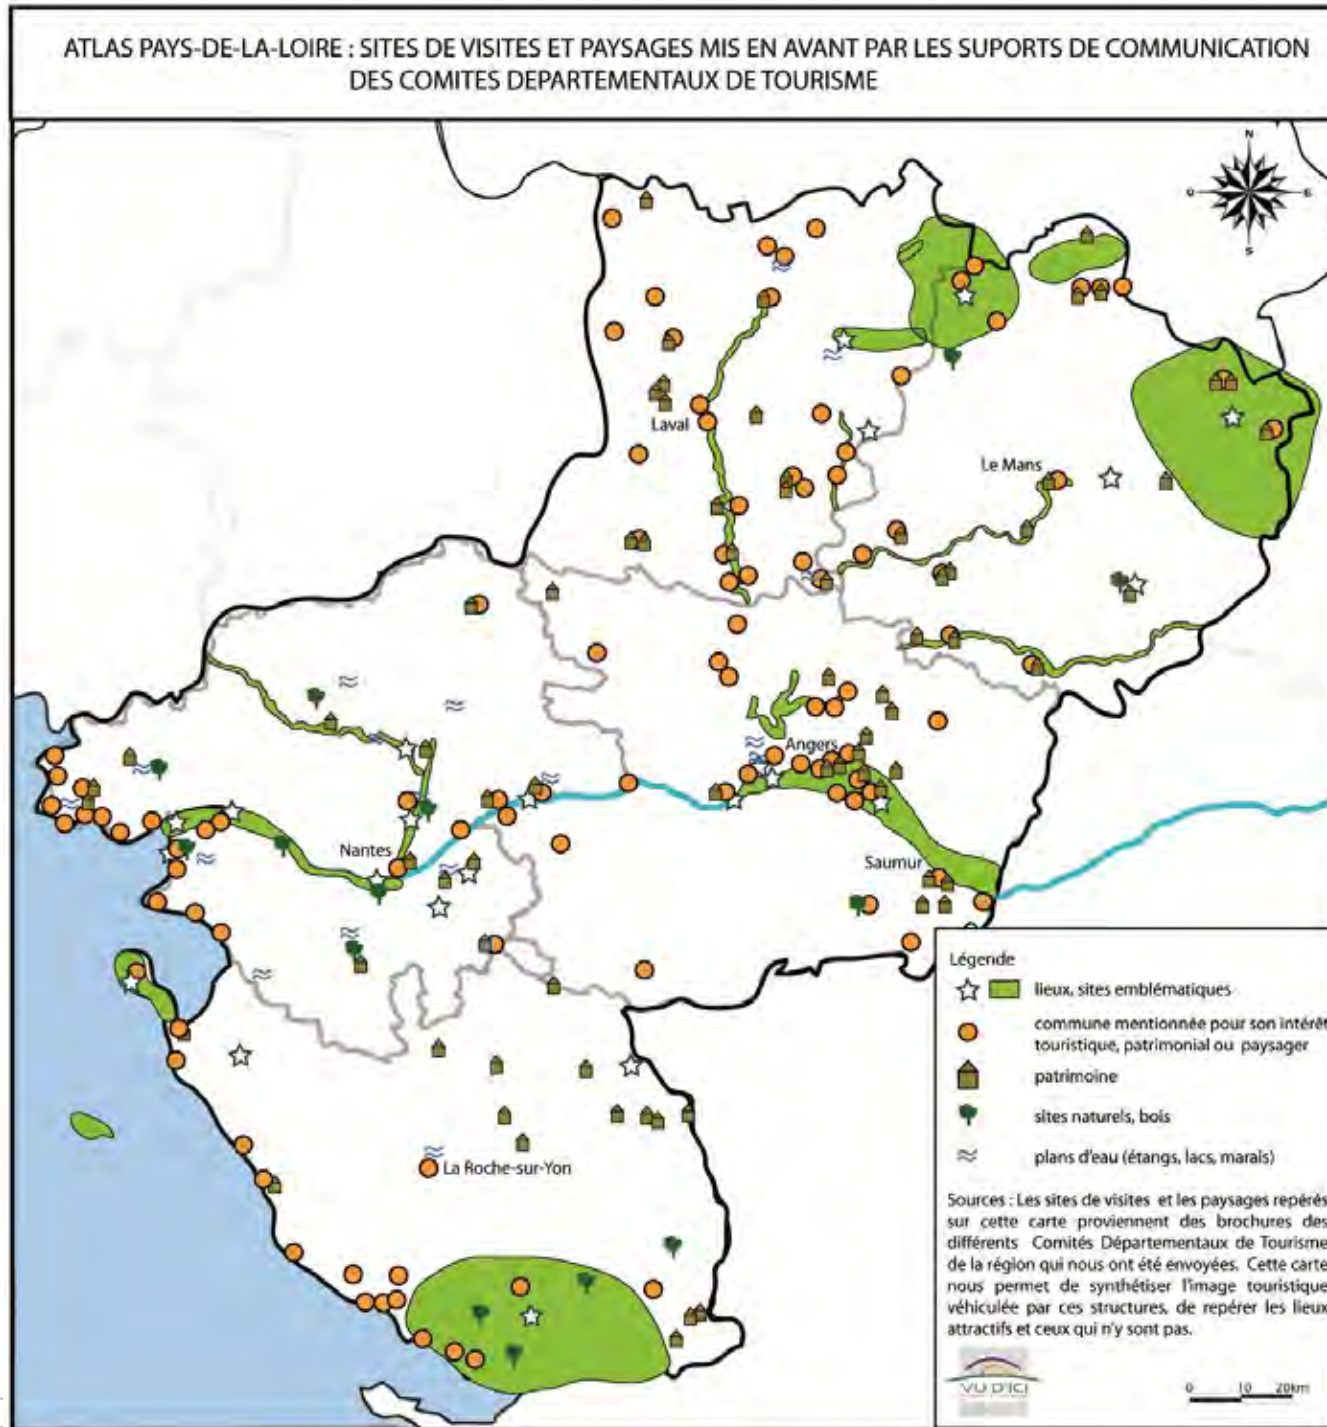 ATLAS PAYS-DE-LA-LOIRE : SITES DE VISITES ET PAYSAGES MIS EN AVANT PAR LES SUPORTS DE COMMUNICATION
DES COMITES DEPARTEMENTAUX DE TOURISME
N
O
E
S
Laval
Le Mans
Angers
Nantes
Saumur
La Roche-sur-Yon
Légende
lieux, sites emblématiques
commune mentionnée pour son intérêt
touristique, patrimonial ou paysager
patrimoine
sites naturels, bois
plans d'eau (étangs, lacs, marais)
Sources : Les sites de visites et les paysages repérés
sur cette carte proviennent des brochures des
différents Comités Départementaux de Tourisme
de la région qui nous ont été envoyées. Cette carte
nous permet de synthétiser l'image touristique
véhiculée par ces structures, de repérer les lieux
attractifs et ceux qui n'y sont pas.
VU D'ICI
0 10 20km